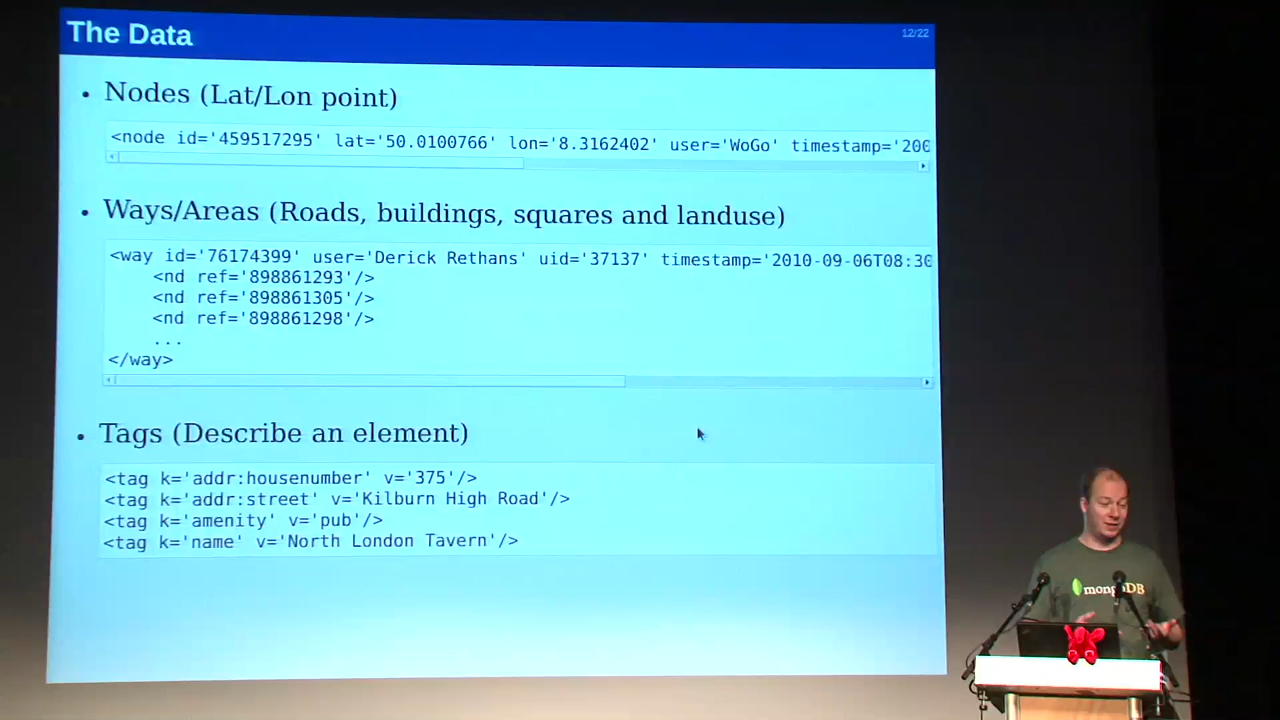 The Data
12/22
• Nodes (Lat/Lon point)
<node id='459517295' lat='50.0100766' lon='8.3162402' user='WoGo' timestamp='200
• Ways/Areas (Roads, buildings, squares and landuse)
<way id='76174399' user='Derick Rethans' uid='37137' timestamp='2010-09-06T08:30
<nd ref='898861293'/>
<nd ref='898861305'/>
<nd ref='898861298'/>
...
</way>
• Tags (Describe an element)
<tag k='addr:housenumber' v='375'/>
<tag k='addr:street' v='Kilburn High Road'/>
<tag k='amenity' v='pub'/>
<tag k='name' v='North London Tavern'/>
mongoDB